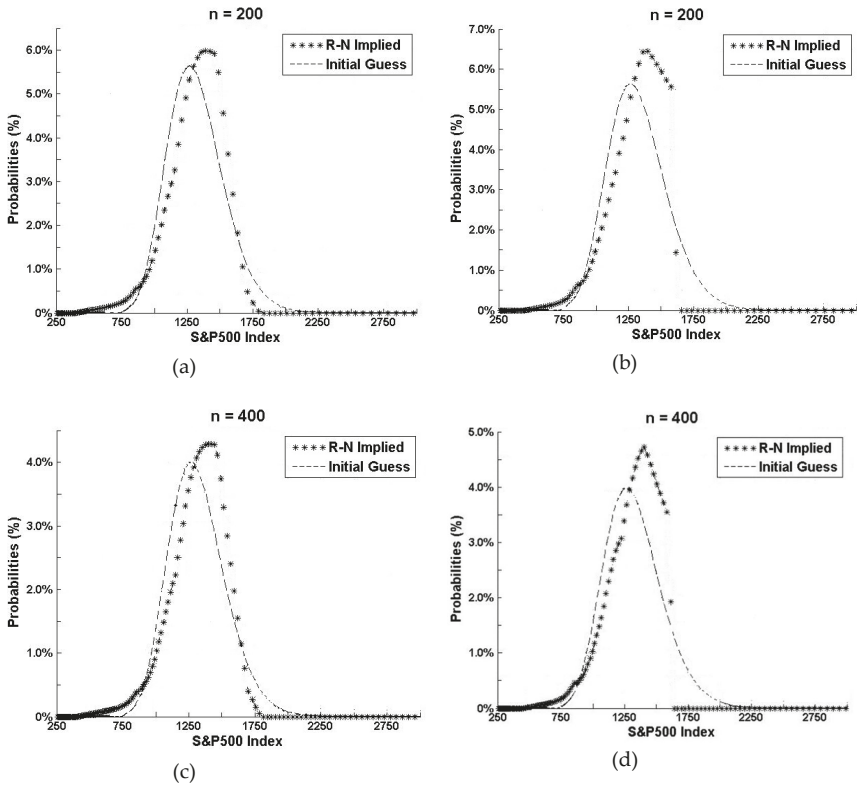 n = 200
R-N Implied
Initial Guess
Probabilities (%)
6.0%
5.0%
4.0%
3.0%
2.0%
1.0%
0%
250 750 1250 1750 2250 2750
S&P500 Index
(a)
n = 200
R-N Implied
Initial Guess
Probabilities (%)
7.0%
6.0%
5.0%
4.0%
3.0%
2.0%
1.0%
0%
250 750 1250 1750 2250 2750
S&P500 Index
(b)
n = 400
R-N Implied
Initial Guess
Probabilities (%)
4.0%
3.0%
2.0%
1.0%
0%
250 750 1250 1750 2250 2750
S&P500 Index
(c)
n = 400
R-N Implied
Initial Guess
Probabilities (%)
5.0%
4.0%
3.0%
2.0%
1.0%
0%
250 750 1250 1750 2250 2750
S&P500 Index
(d)